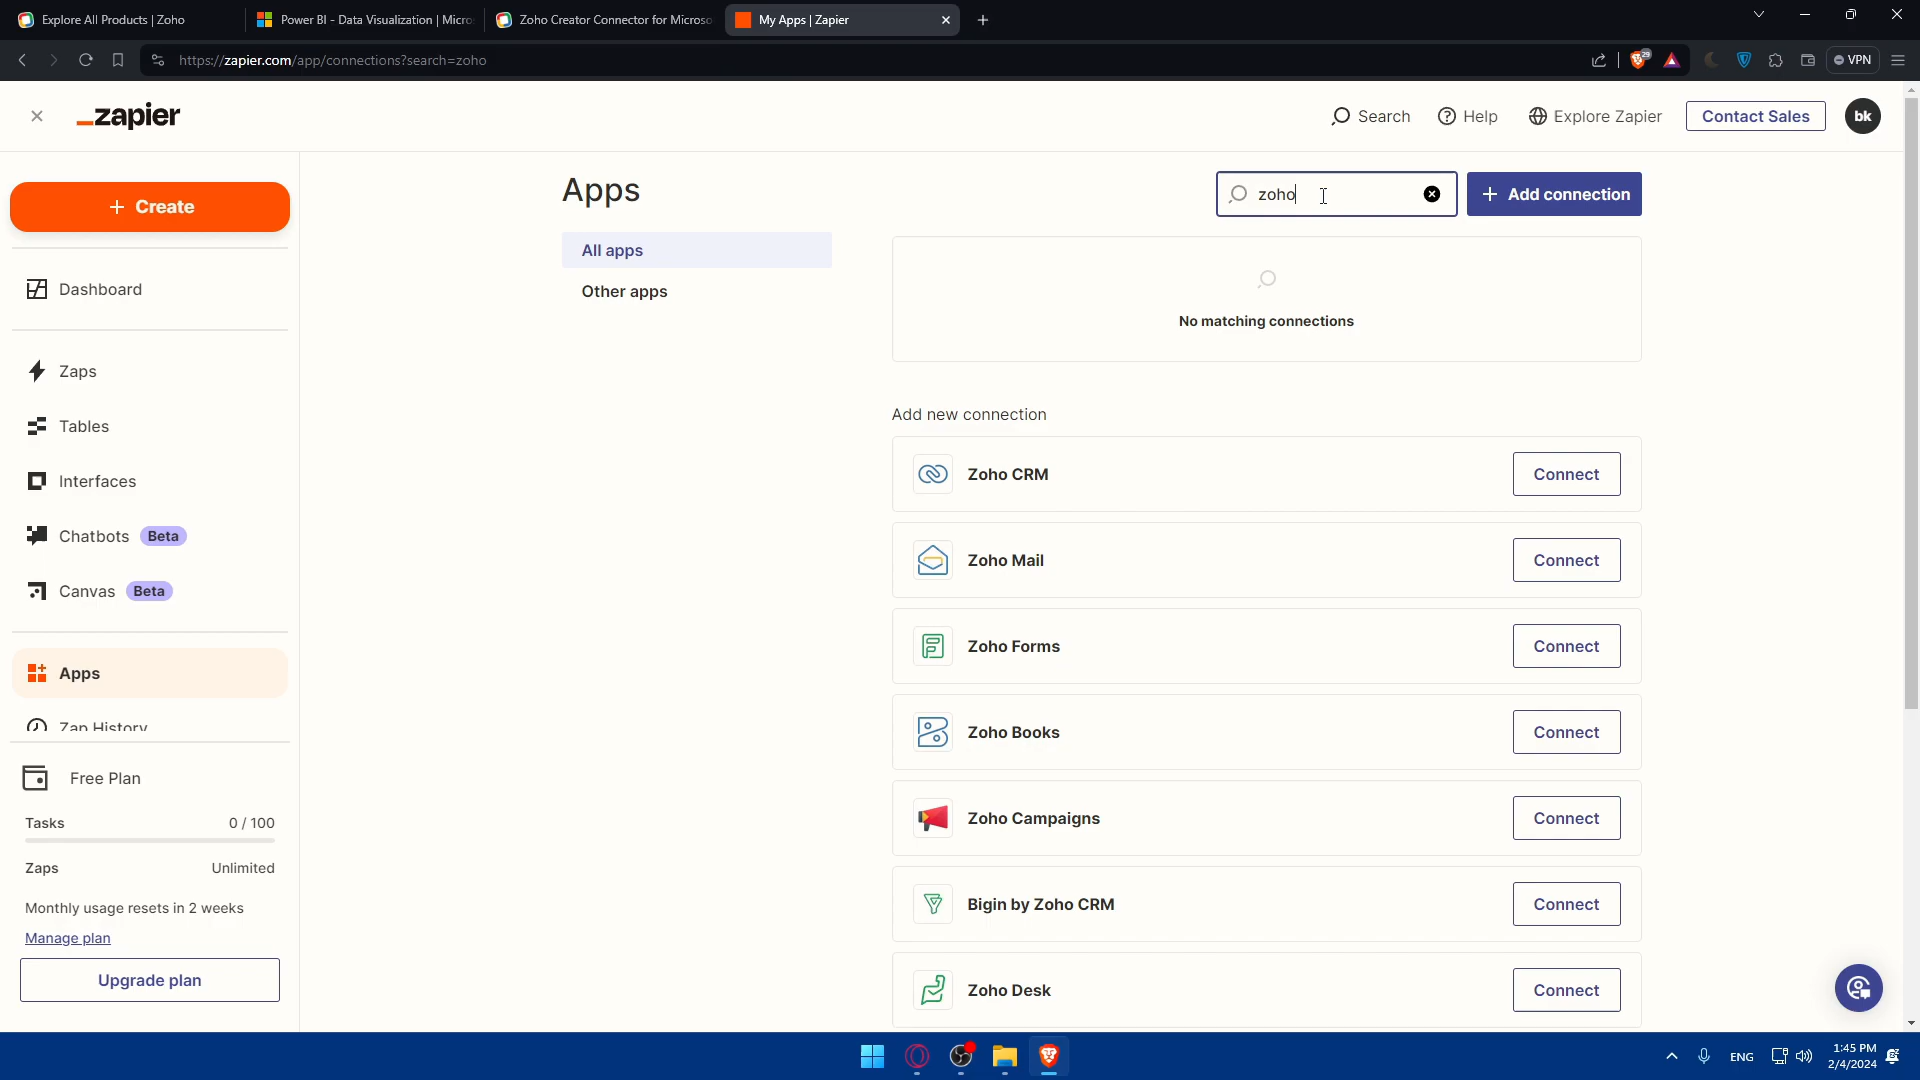 Explore All Products | Zoho
Power BI - Data Visualization | Micro
Zoho Creator Connector for Microso
My Apps | Zapier
https://zapier.com/app/connections?search=zoho
29
VPN
_zapier
Search
Help
Explore Zapier
Contact Sales
bk
+ Create
Dashboard
Zaps
Tables
Interfaces
Chatbots Beta
Canvas Beta
Apps
Zap History
Free Plan
Tasks 0 / 100
Zaps Unlimited
Monthly usage resets in 2 weeks
Manage plan
Upgrade plan
Apps
zoho
+ Add connection
All apps
Other apps
No matching connections
Add new connection
Zoho CRM Connect
Zoho Mail Connect
Zoho Forms Connect
Zoho Books Connect
Zoho Campaigns Connect
Bigin by Zoho CRM Connect
Zoho Desk Connect
ENG
1:45 PM
2/4/2024